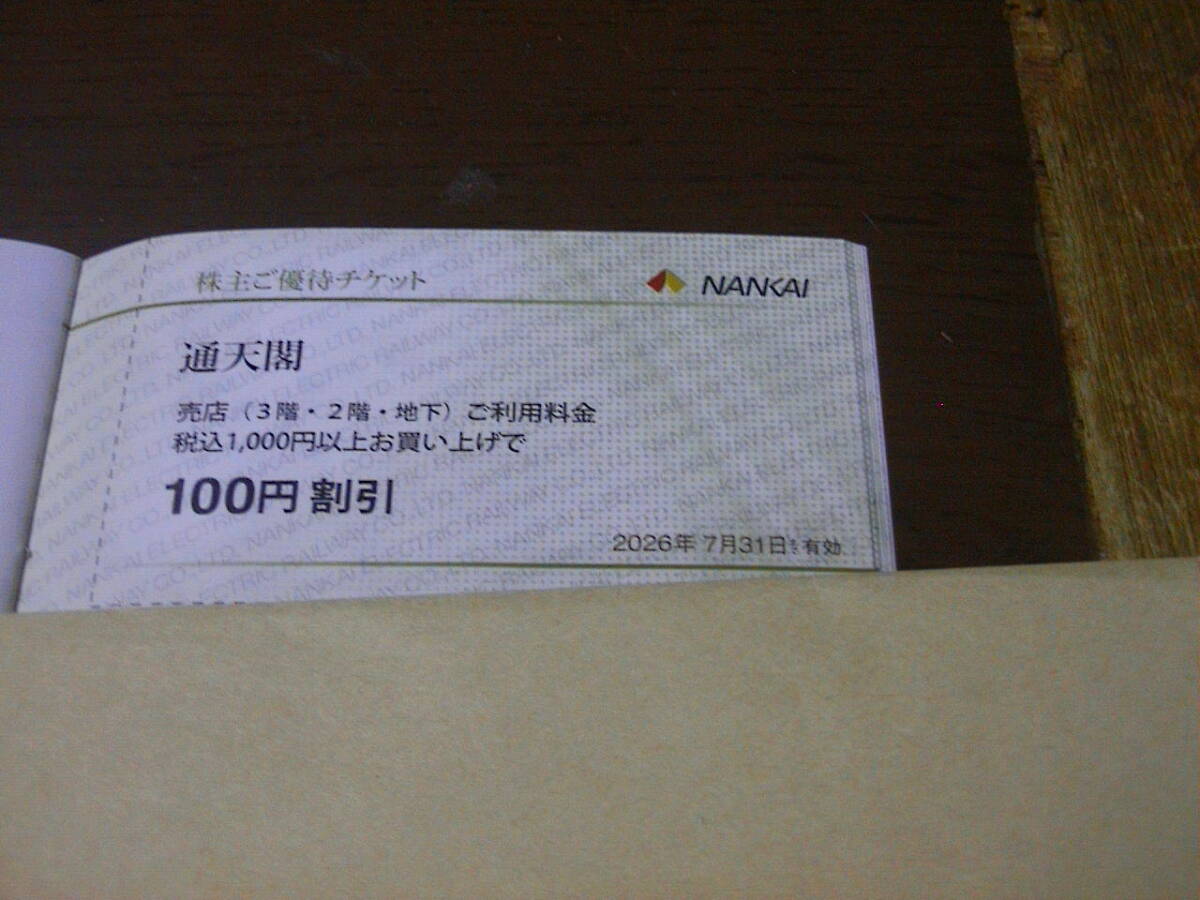 株主ご優待チケット
NANKAI
通天閣
売店（3階・2階・地下）ご利用料金
税込1,000円以上お買い上げで
100円 割引
2026年 7月31日まで有効